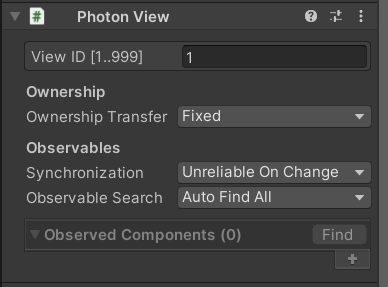 Photon View
View ID [1..999] 1
Ownership
Ownership Transfer Fixed
Observables
Synchronization Unreliable On Change
Observable Search Auto Find All
Observed Components (0) Find
+